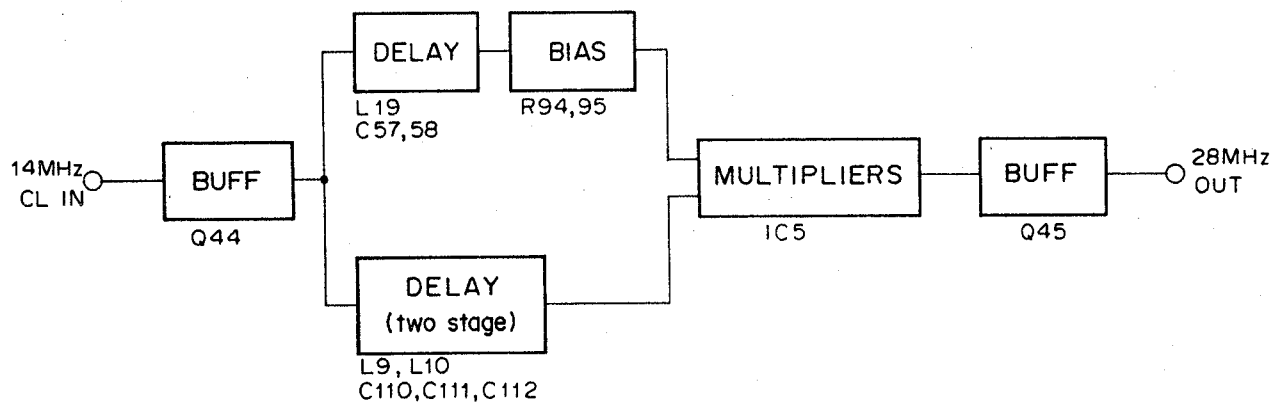 DELAY
BIAS
L19
C57,58
R94,95
14MHz
CL IN
BUFF
Q44
MULTIPLIERS
IC5
BUFF
Q45
28MHz
OUT
DELAY
(two stage)
L9, L10
C110,C111,C112